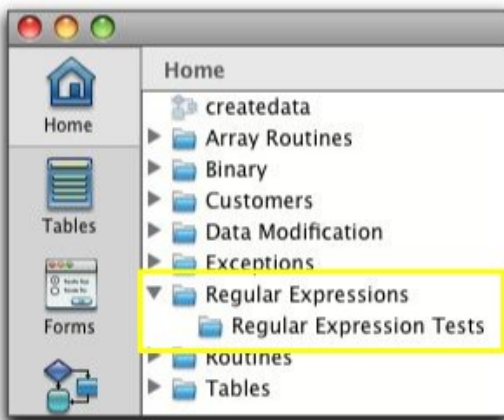 Home
Home
createdata
Array Routines
Binary
Customers
Tables
Data Modification
Exceptions
Regular Expressions
Forms
Regular Expression Tests
Routines
Tables